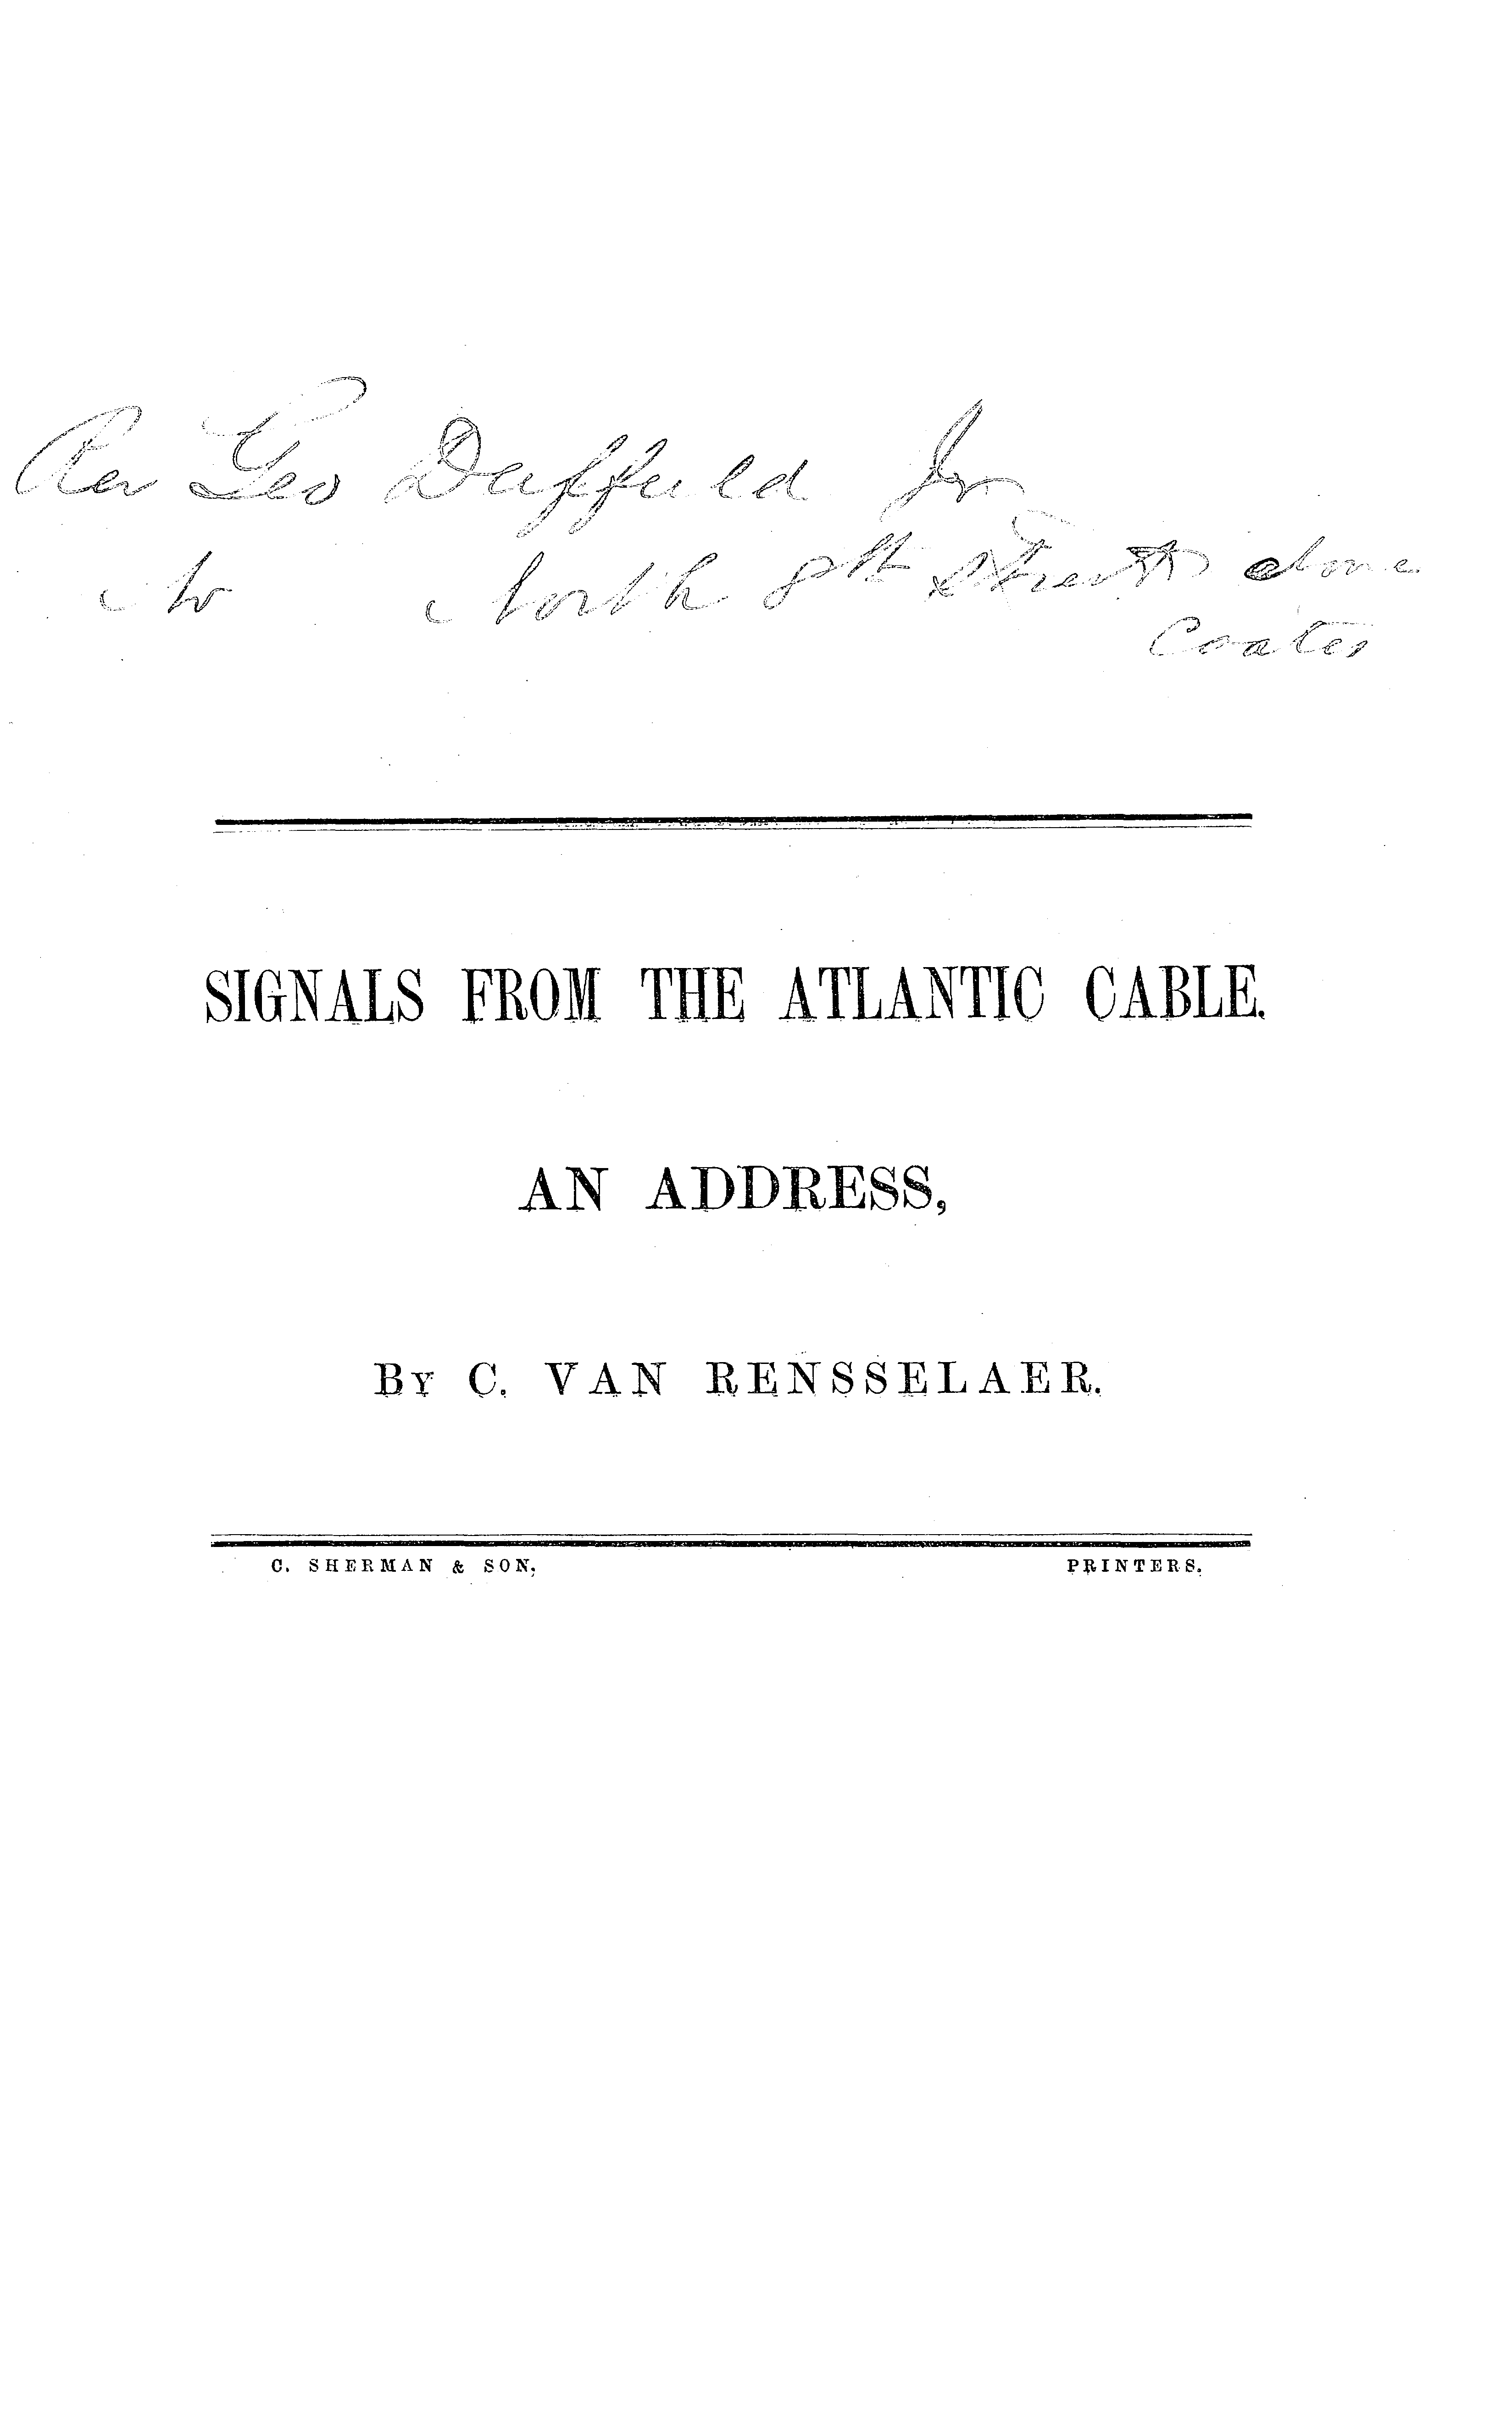 Rev Geo Duffield Jr
No North 8th Street above
Coates
SIGNALS FROM THE ATLANTIC CABLE.
AN ADDRESS,
BY C. VAN RENSSELAER.
C. SHERMAN & SON, PRINTERS.